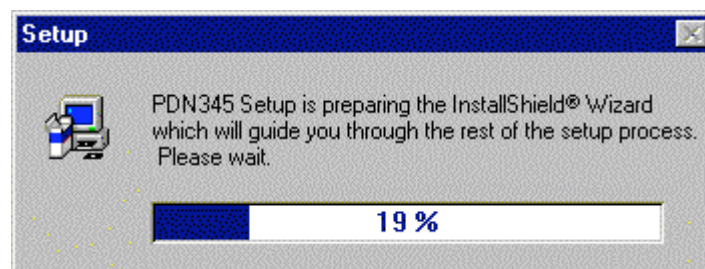 Setup
PDN345 Setup is preparing the InstallShield® Wizard
which will guide you through the rest of the setup process.
Please wait.
19 %